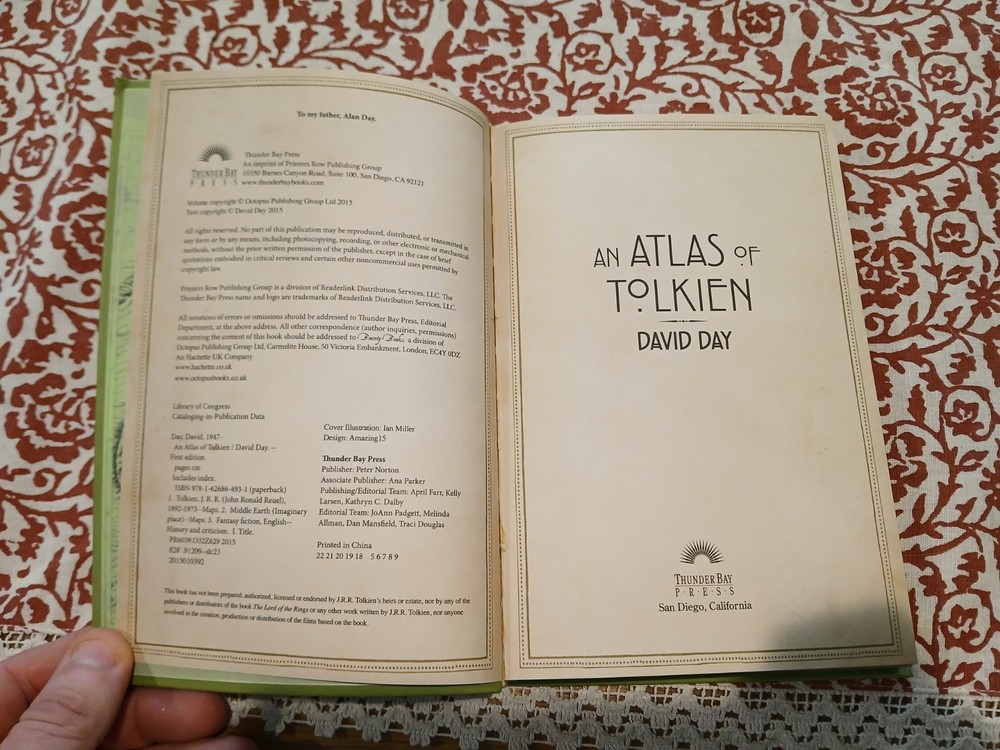 To my father, Alan Day.
THUNDER BAY
P·R·E·S·S
Thunder Bay Press
An imprint of Printers Row Publishing Group
10350 Barnes Canyon Road, Suite 100, San Diego, CA 92121
www.thunderbaybooks.com
Volume copyright © Octopus Publishing Group Ltd 2015
Text copyright © David Day 2015
All rights reserved. No part of this publication may be reproduced, distributed, or transmitted in
any form or by any means, including photocopying, recording, or other electronic or mechanical
methods, without the prior written permission of the publisher, except in the case of brief
quotations embodied in critical reviews and certain other noncommercial uses permitted by
copyright law.
Printers Row Publishing Group is a division of Readerlink Distribution Services, LLC. The
Thunder Bay Press name and logo are trademarks of Readerlink Distribution Services, LLC.
All notations of errors or omissions should be addressed to Thunder Bay Press, Editorial
Department, at the above address. All other correspondence (author inquiries, permissions)
concerning the content of this book should be addressed to Bounty Books, a division of
Octopus Publishing Group Ltd, Carmelite House, 50 Victoria Embankment, London, EC4Y 0DZ
An Hachette UK Company
www.hachette.co.uk
www.octopusbooks.co.uk
Library of Congress
Cataloging-in-Publication Data
Day, David, 1947-
An Atlas of Tolkien / David Day. —
First edition.
pages cm
Includes index.
ISBN 978-1-62686-493-1 (paperback)
1. Tolkien, J. R. R. (John Ronald Reuel),
1892-1973--Maps. 2. Middle Earth (Imaginary
place)--Maps. 3. Fantasy fiction, English--
History and criticism. I. Title.
PR6039.O32Z629 2015
828'.91209--dc23
2015010392
Cover Illustration: Ian Miller
Design: Amazing15
Thunder Bay Press
Publisher: Peter Norton
Associate Publisher: Ana Parker
Publishing/Editorial Team: April Farr, Kelly
Larsen, Kathryn C. Dalby
Editorial Team: JoAnn Padgett, Melinda
Allman, Dan Mansfield, Traci Douglas
Printed in China
22 21 20 19 18 5 6 7 8 9
This book has not been prepared, authorized, licensed or endorsed by J.R.R. Tolkien's heirs or estate, nor by any of the
publishers or distributors of the book The Lord of the Rings or any other work written by J.R.R. Tolkien, nor anyone
involved in the creation, production or distribution of the films based on the book.
AN ATLAS OF
TOLKIEN
DAVID DAY
THUNDER BAY
P·R·E·S·S
San Diego, California